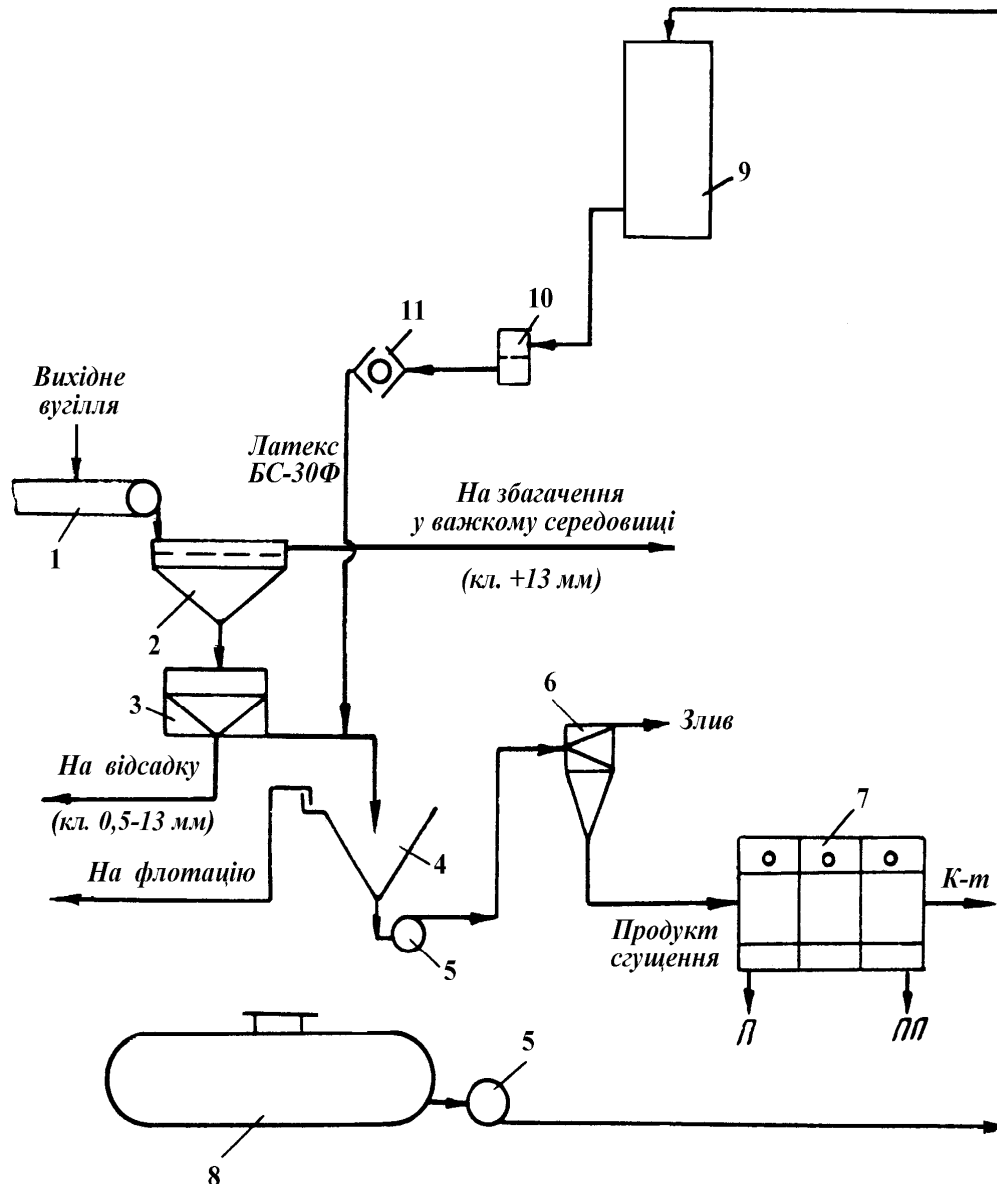 9
10
11
Вихідне
вугілля
Латекс
БС-30Ф
На збагачення
у важкому середовищі
(кл. +13 мм)
1
2
3
6
Злив
На відсадку
(кл. 0,5-13 мм)
7
4
На флотацію
К-т
Продукт
сгущення
5
П
ПП
5
8